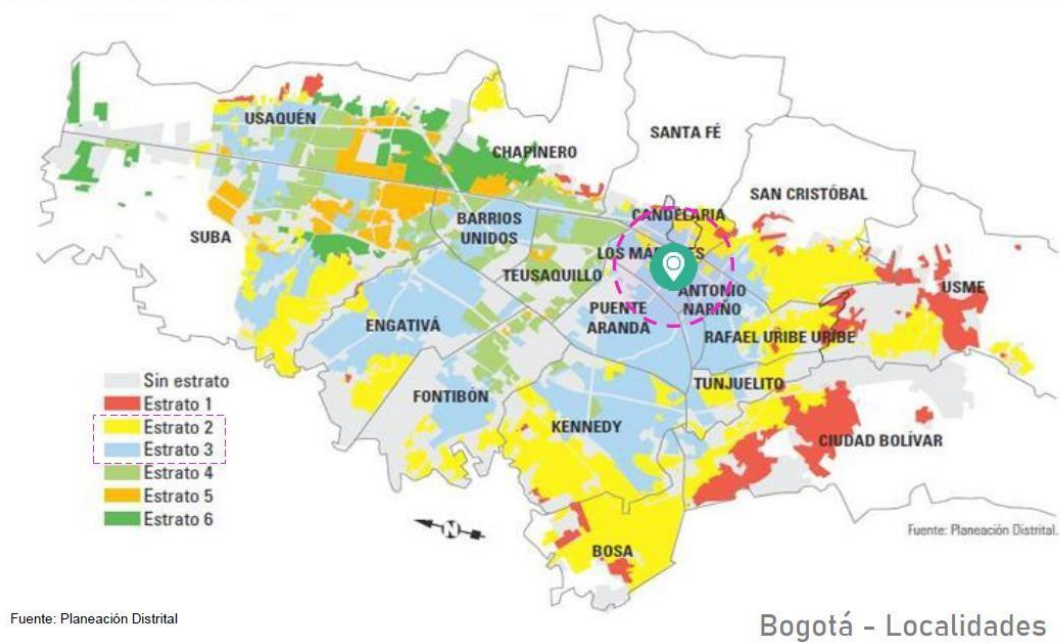 USAQUÉN
SANTA FÉ
CHAPINERO
SAN CRISTÓBAL
CANDELARIA
BARRIOS
UNIDOS
SUBA
LOS MÁRTIRES
TEUSAQUILLO
ANTONIO
NARIÑO
USME
PUENTE
ARANDA
ENGATIVÁ
RAFAEL URIBE URIBE
TUNJUELITO
FONTIBÓN
KENNEDY
CIUDAD BOLÍVAR
BOSA
Sin estrato
Estrato 1
Estrato 2
Estrato 3
Estrato 4
Estrato 5
Estrato 6
N
Fuente: Planeación Distrital.
Fuente: Planeación Distrital
Bogotá - Localidades